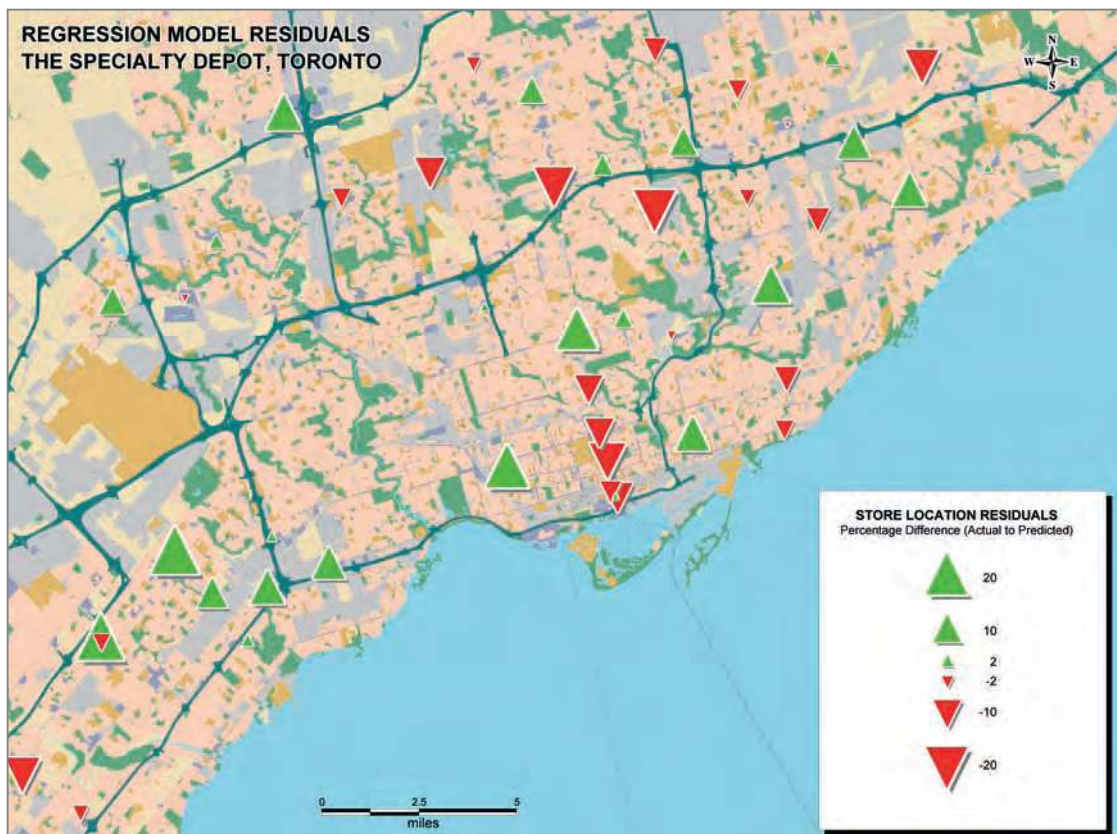 REGRESSION MODEL RESIDUALS
THE SPECIALTY DEPOT, TORONTO
N
W E
S
STORE LOCATION RESIDUALS
Percentage Difference (Actual to Predicted)
20
10
2
-2
-10
-20
0 2.5 5
miles